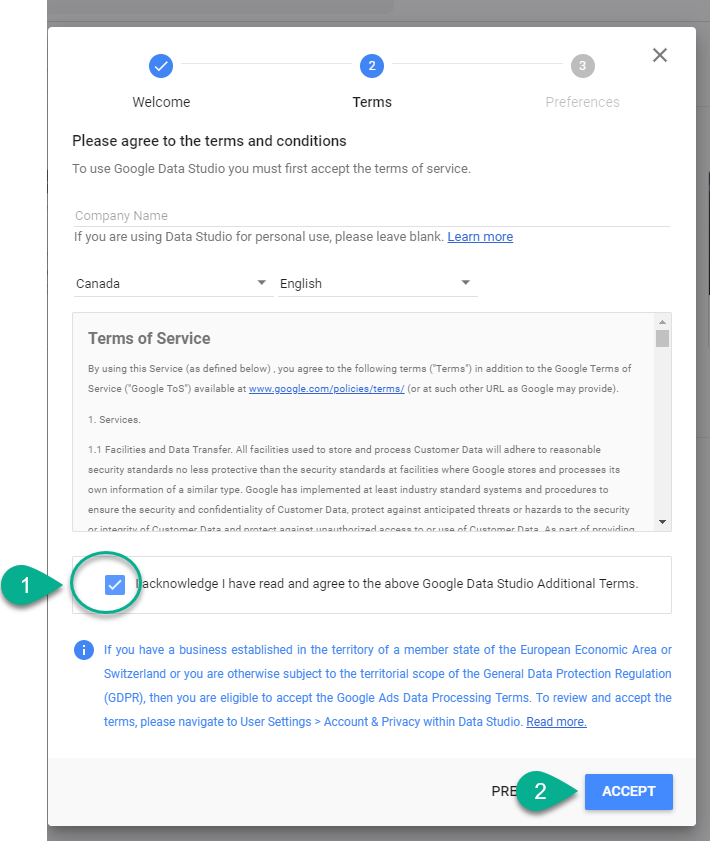 2
3
Welcome
Terms
Preferences
Please agree to the terms and conditions
To use Google Data Studio you must first accept the terms of service.
Company Name
If you are using Data Studio for personal use, please leave blank. Learn more
Canada
English
Terms of Service
By using this Service (as defined below) , you agree to the following terms ("Terms") in addition to the Google Terms of
Service ("Google ToS") available at www.google.com/policies/terms/ (or at such other URL as Google may provide).
1. Services.
1.1 Facilities and Data Transfer. All facilities used to store and process Customer Data will adhere to reasonable
security standards no less protective than the security standards at facilities where Google stores and processes its
own information of a similar type. Google has implemented at least industry standard systems and procedures to
ensure the security and confidentiality of Customer Data, protect against anticipated threats or hazards to the security
or integrity of Customer Data and protect against unauthorized access to or use of Customer Data. As part of providing
1
I acknowledge I have read and agree to the above Google Data Studio Additional Terms.
If you have a business established in the territory of a member state of the European Economic Area or
Switzerland or you are otherwise subject to the territorial scope of the General Data Protection Regulation
(GDPR), then you are eligible to accept the Google Ads Data Processing Terms. To review and accept the
terms, please navigate to User Settings > Account & Privacy within Data Studio. Read more.
PRE
2
ACCEPT